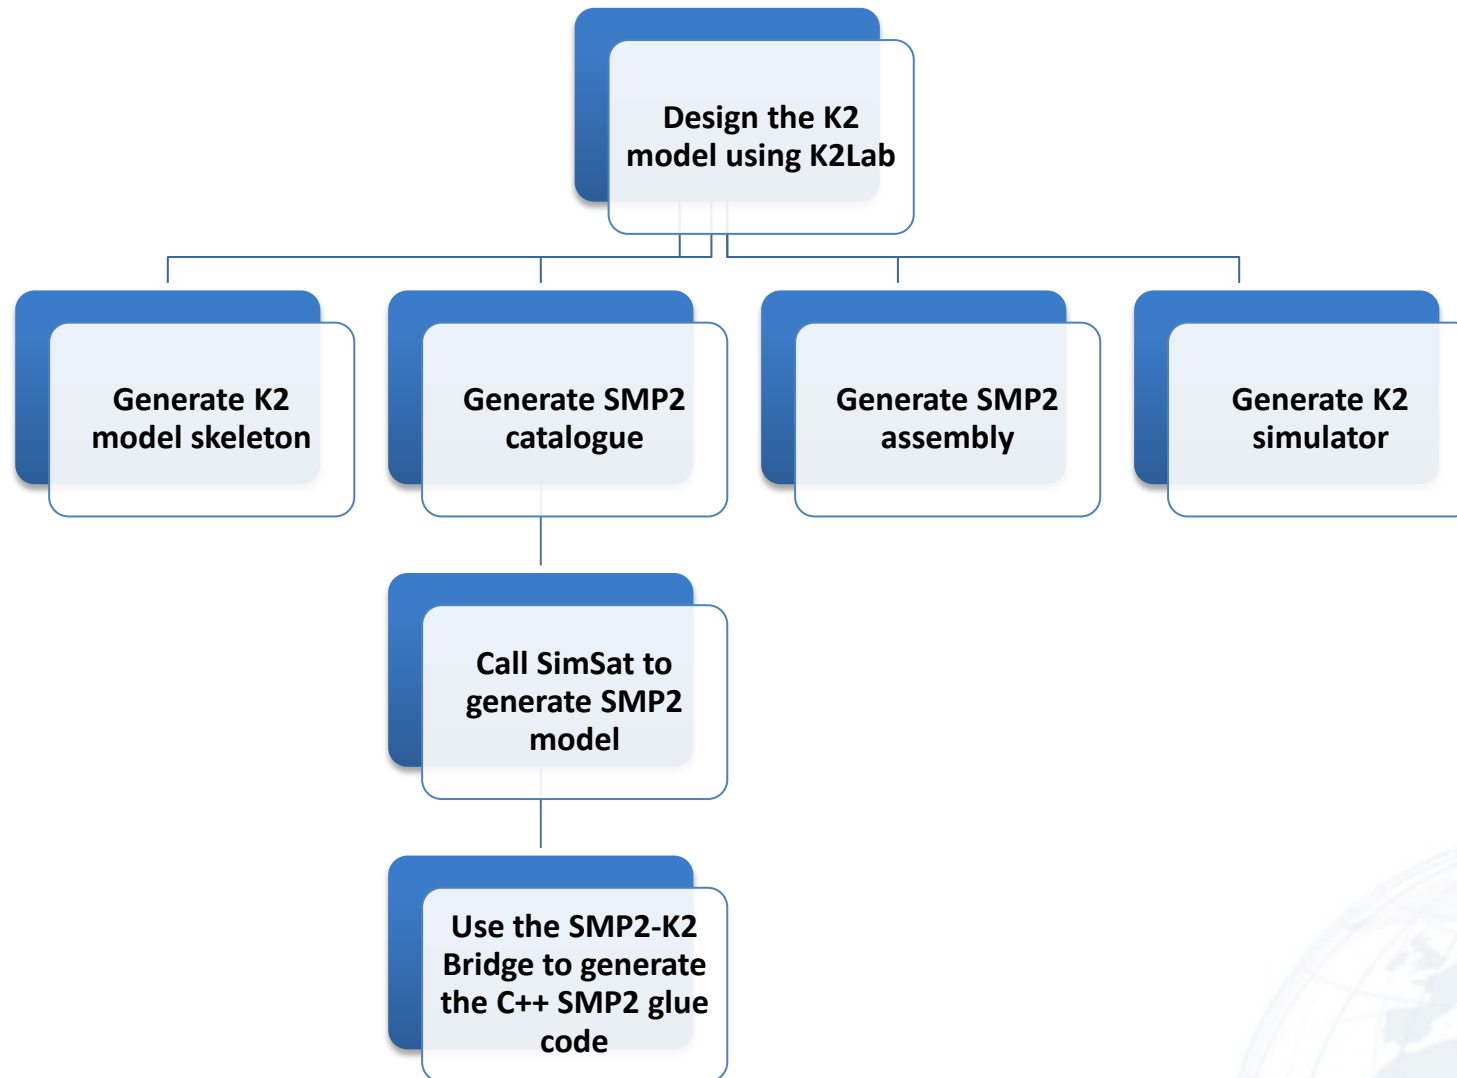 Design the K2
model using K2Lab
Generate K2
model skeleton
Generate SMP2
catalogue
Generate SMP2
assembly
Generate K2
simulator
Call SimSat to
generate SMP2
model
Use the SMP2-K2
Bridge to generate
the C++ SMP2 glue
code